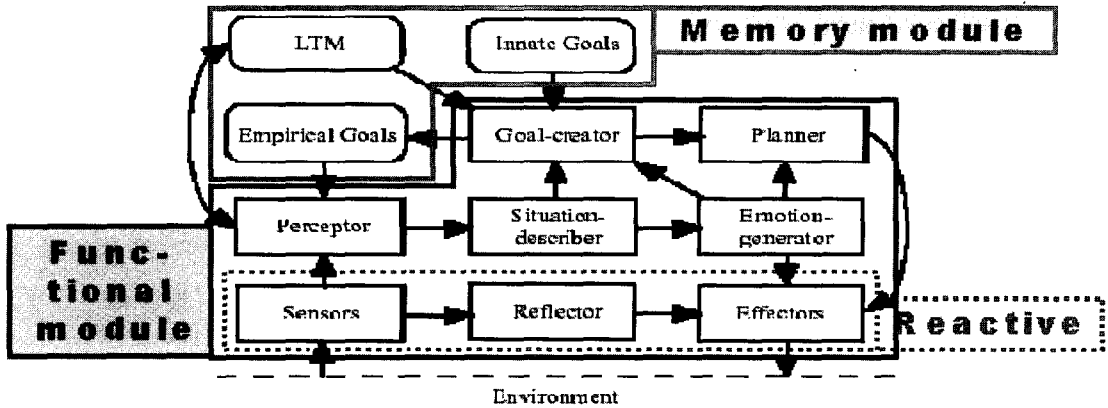 LTM
Innate Goals
Memory module
Empirical Goals
Goal-creator
Planner
Perceptor
Situation-
describer
Emotion-
generator
Func-
tional
module
Sensors
Reflector
Effectors
Reactive
Environment